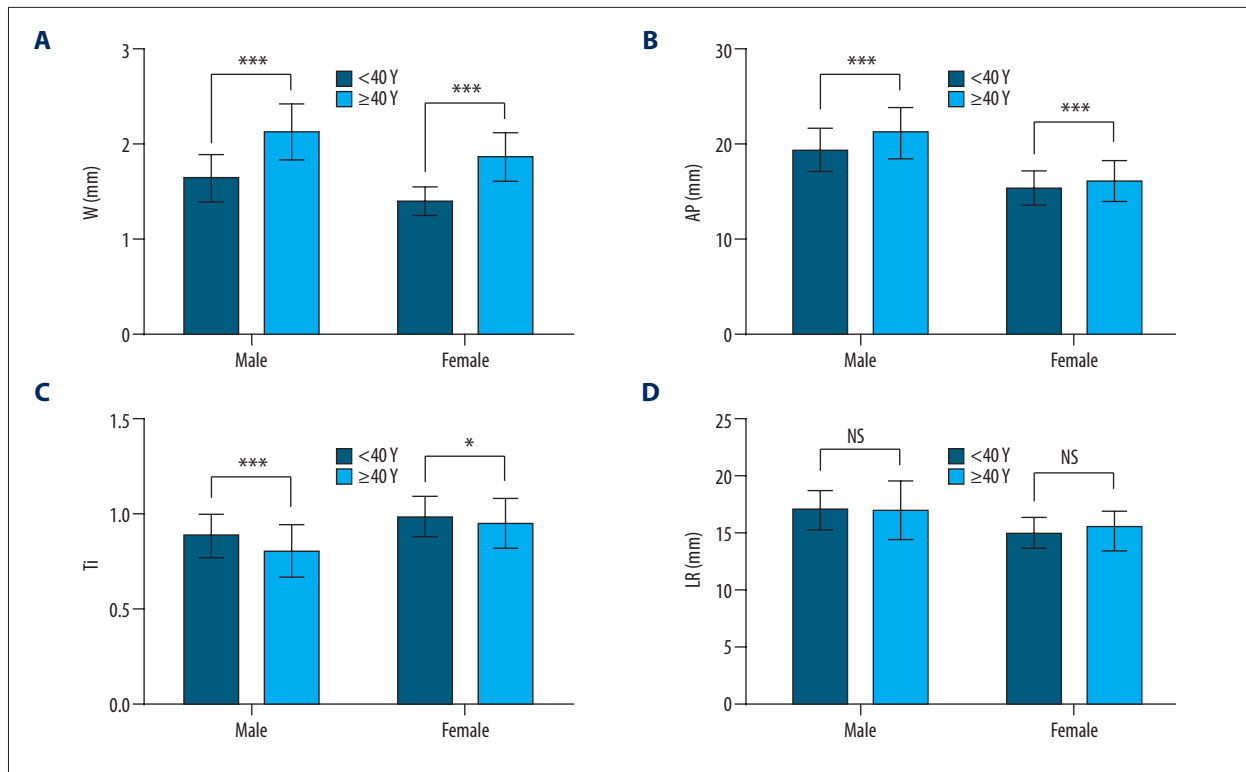 A
W (mm)
3
2
1
0
***
***
<40 Y
≥40 Y
Male
Female
B
AP (mm)
30
20
10
0
***
***
<40 Y
≥40 Y
Male
Female
C
Ti
1.5
1.0
0.5
0.0
***
*
<40 Y
≥40 Y
Male
Female
D
LR (mm)
25
20
15
10
5
0
NS
NS
<40 Y
≥40 Y
Male
Female